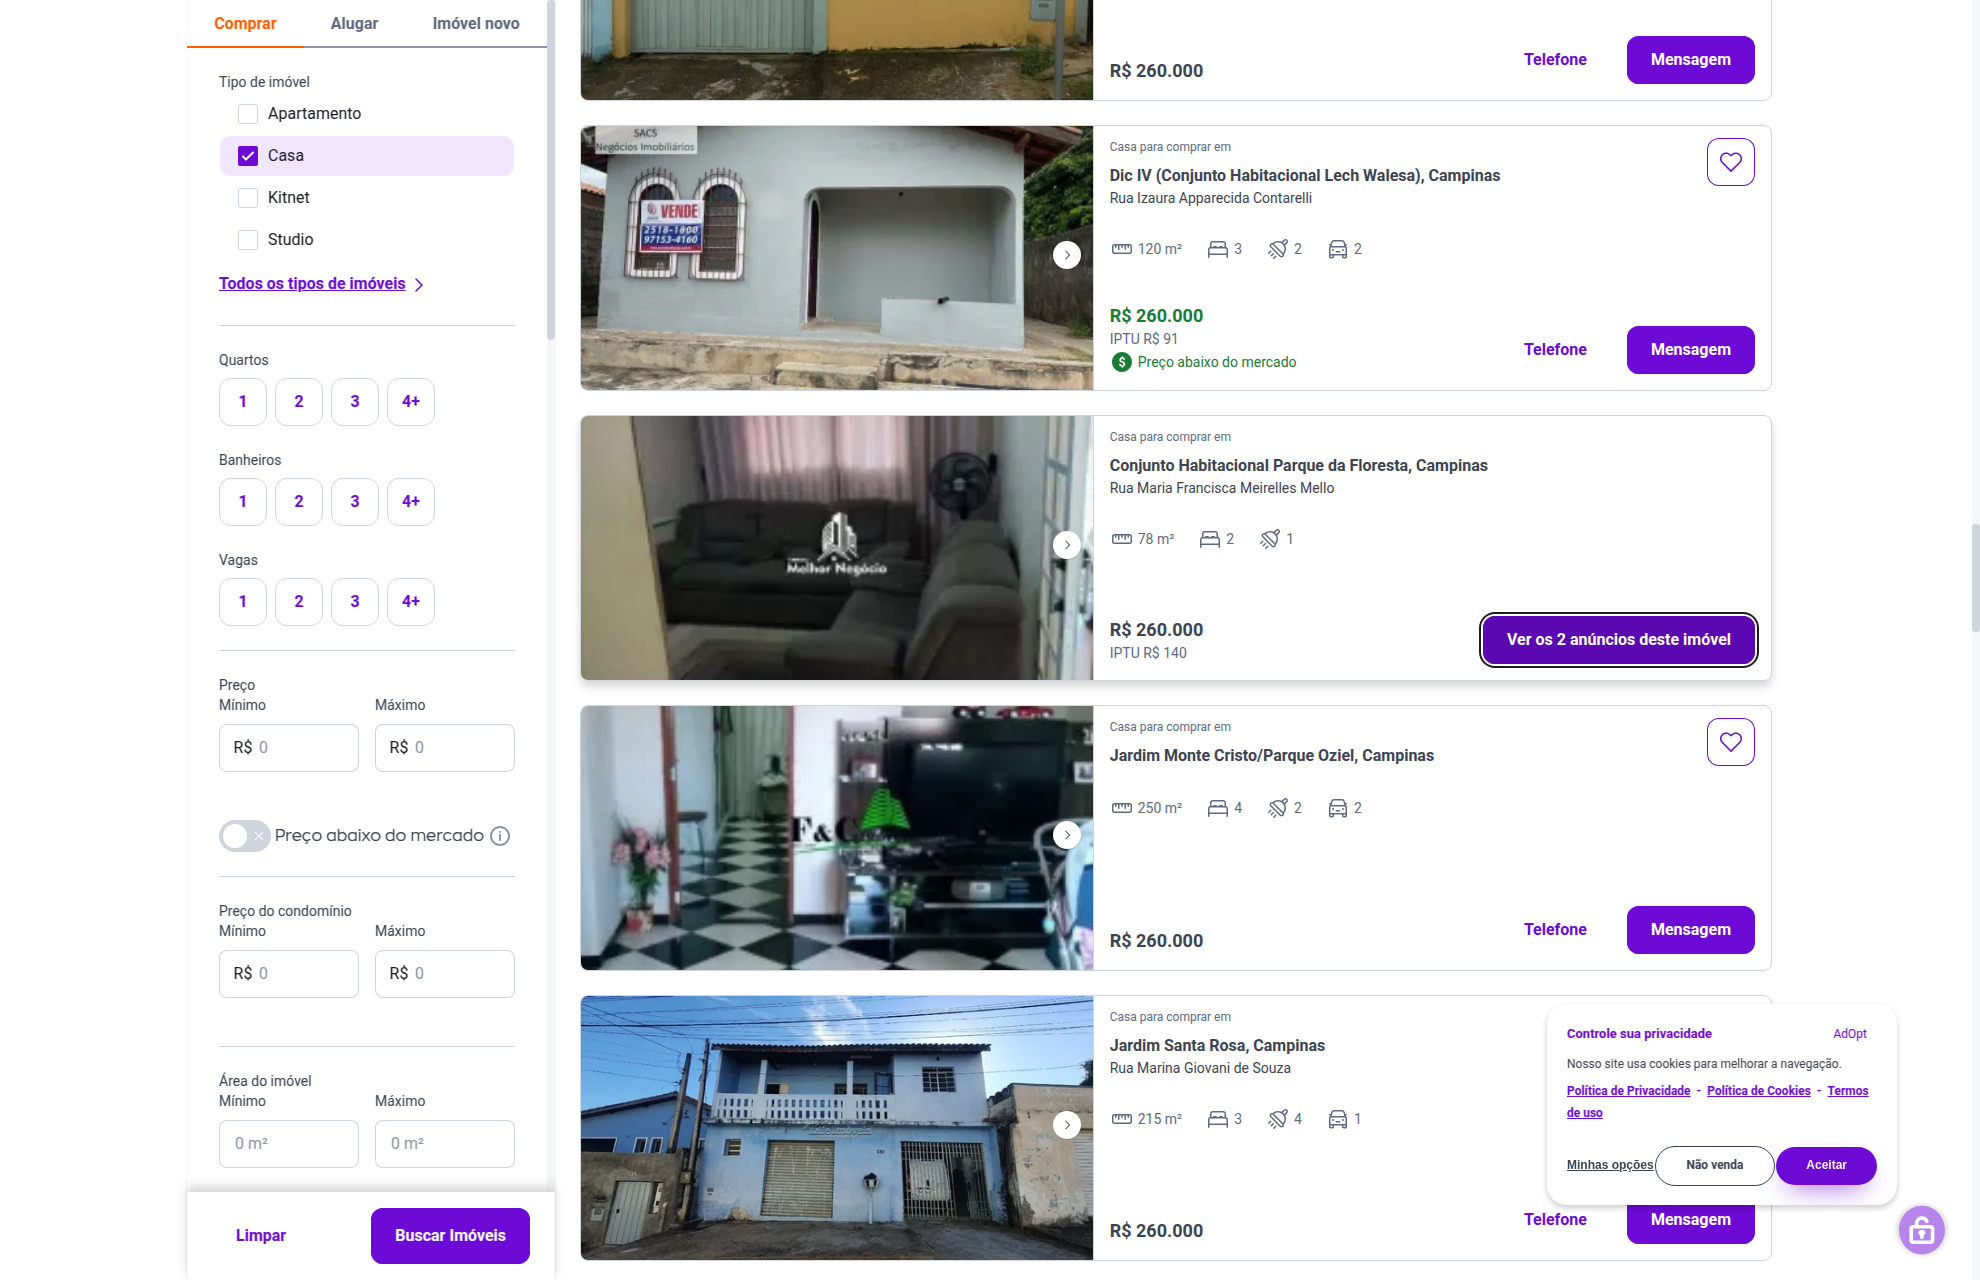 Comprar
Alugar
Imóvel novo
Tipo de imóvel
Apartamento
Casa
Kitnet
Studio
Todos os tipos de imóveis
Quartos
1
2
3
4+
Banheiros
1
2
3
4+
Vagas
1
2
3
4+
Preço
Mínimo
Máximo
R$ 0
R$ 0
Preço abaixo do mercado
Preço do condomínio
Mínimo
Máximo
R$ 0
R$ 0
Área do imóvel
Mínimo
Máximo
0 m²
0 m²
Limpar
Buscar Imóveis
R$ 260.000
Telefone
Mensagem
SACS
Negócios Imobiliários
VENDE
2518-1800
97153-4160
Casa para comprar em
Dic IV (Conjunto Habitacional Lech Walesa), Campinas
Rua Izaura Apparecida Contarelli
120 m²
3
2
2
R$ 260.000
IPTU R$ 91
Preço abaixo do mercado
Telefone
Mensagem
Melhor Negócio
Casa para comprar em
Conjunto Habitacional Parque da Floresta, Campinas
Rua Maria Francisca Meirelles Mello
78 m²
2
1
R$ 260.000
IPTU R$ 140
Ver os 2 anúncios deste imóvel
F&C
Casa para comprar em
Jardim Monte Cristo/Parque Oziel, Campinas
250 m²
4
2
2
R$ 260.000
Telefone
Mensagem
Casa para comprar em
Jardim Santa Rosa, Campinas
Rua Marina Giovani de Souza
215 m²
3
4
1
R$ 260.000
Telefone
Mensagem
Controle sua privacidade
AdOpt
Nosso site usa cookies para melhorar a navegação.
Política de Privacidade - Política de Cookies - Termos
de uso
Minhas opções
Não venda
Aceitar